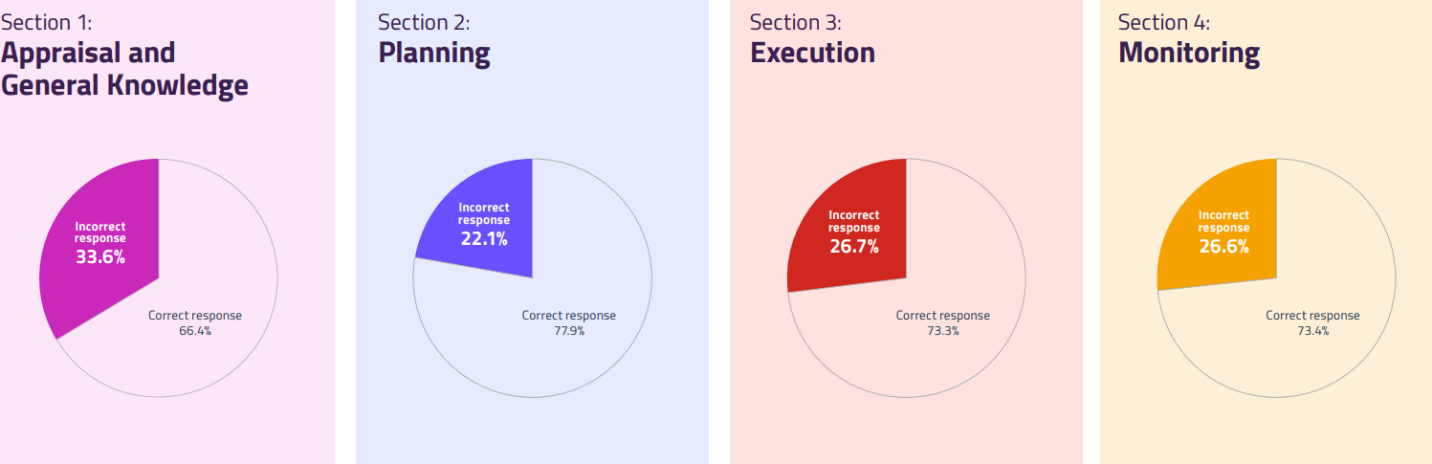 Section 1:
Appraisal and
General Knowledge
Incorrect
response
33.6%
Correct response
66.4%
Section 2:
Planning
Incorrect
response
22.1%
Correct response
77.9%
Section 3:
Execution
Incorrect
response
26.7%
Correct response
73.3%
Section 4:
Monitoring
Incorrect
response
26.6%
Correct response
73.4%